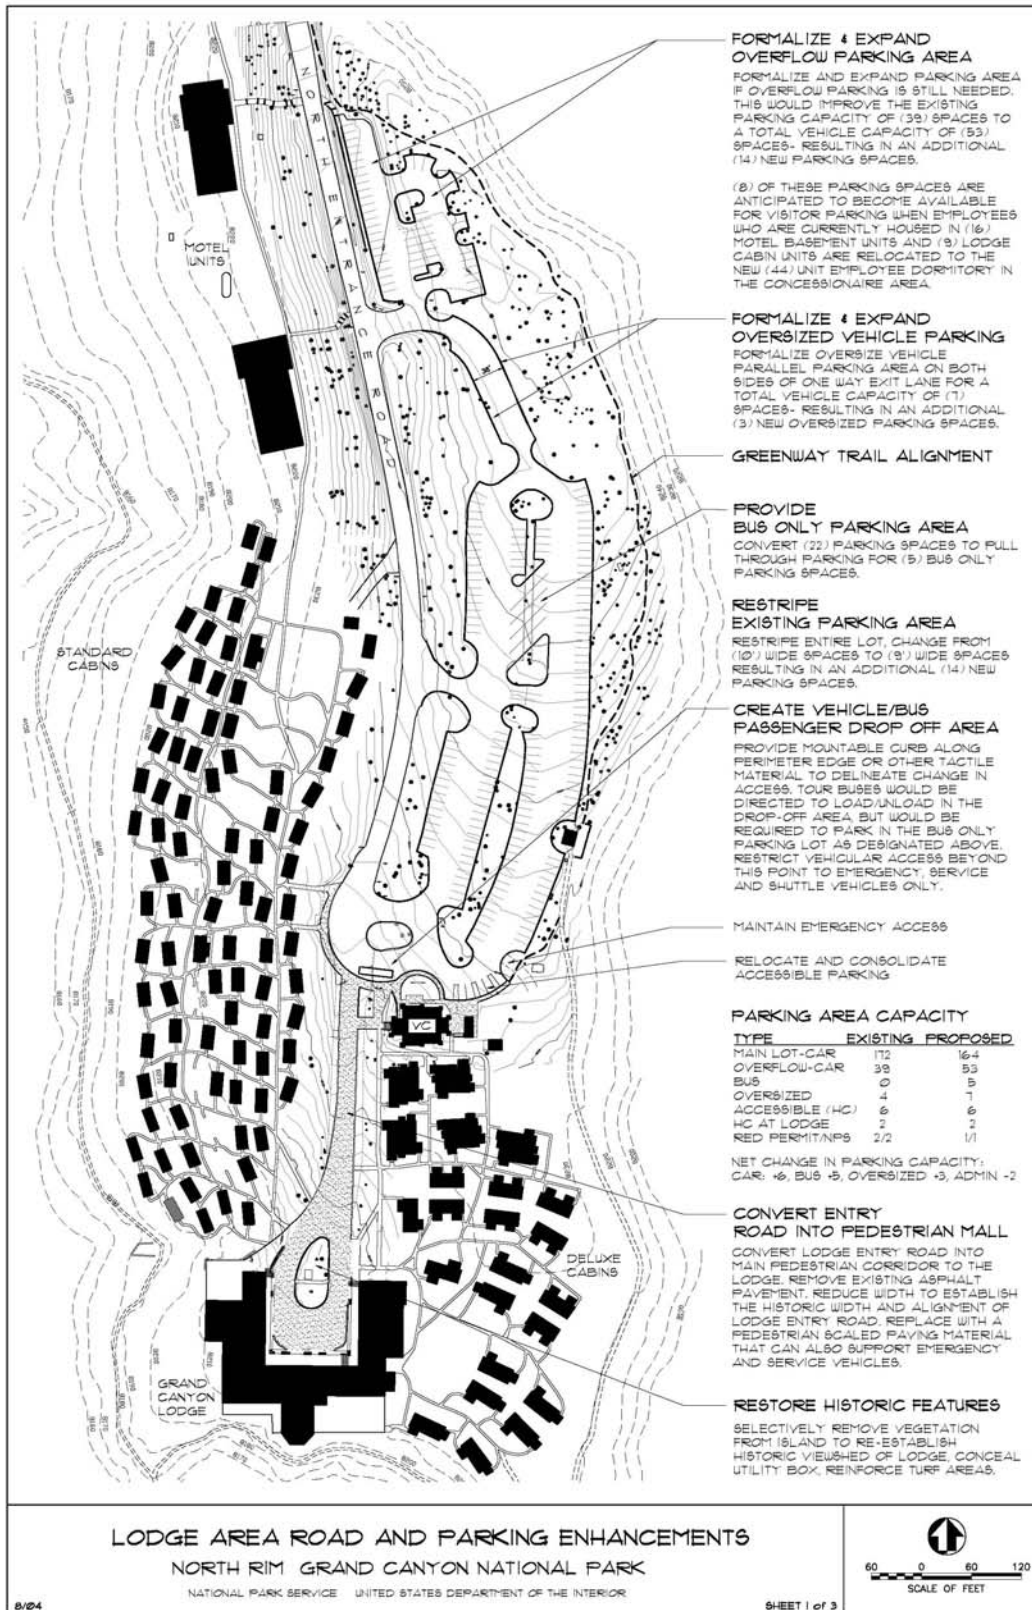 FORMALIZE & EXPAND
OVERFLOW PARKING AREA
FORMALIZE AND EXPAND PARKING AREA
IF OVERFLOW PARKING IS STILL NEEDED.
THIS WOULD IMPROVE THE EXISTING
PARKING CAPACITY OF (39) SPACES TO
A TOTAL VEHICLE CAPACITY OF (53)
SPACES- RESULTING IN AN ADDITIONAL
(14) NEW PARKING SPACES.
(8) OF THESE PARKING SPACES ARE
ANTICIPATED TO BECOME AVAILABLE
FOR VISITOR PARKING WHEN EMPLOYEES
WHO ARE CURRENTLY HOUSED IN (16)
MOTEL BASEMENT UNITS AND (9) LODGE
CABIN UNITS ARE RELOCATED TO THE
NEW (44) UNIT EMPLOYEE DORMITORY IN
THE CONCESSIONAIRE AREA.
FORMALIZE & EXPAND
OVERSIZED VEHICLE PARKING
FORMALIZE OVERSIZE VEHICLE
PARALLEL PARKING AREA ON BOTH
SIDES OF ONE WAY EXIT LANE FOR A
TOTAL VEHICLE CAPACITY OF (7)
SPACES- RESULTING IN AN ADDITIONAL
(3) NEW OVERSIZED PARKING SPACES.
GREENWAY TRAIL ALIGNMENT
PROVIDE
BUS ONLY PARKING AREA
CONVERT (22) PARKING SPACES TO PULL
THROUGH PARKING FOR (5) BUS ONLY
PARKING SPACES.
RESTRIPE
EXISTING PARKING AREA
RESTRIPE ENTIRE LOT, CHANGE FROM
(10') WIDE SPACES TO (9') WIDE SPACES
RESULTING IN AN ADDITIONAL (14) NEW
PARKING SPACES.
CREATE VEHICLE/BUS
PASSENGER DROP OFF AREA
PROVIDE MOUNTABLE CURB ALONG
PERIMETER EDGE OR OTHER TACTILE
MATERIAL TO DELINEATE CHANGE IN
ACCESS. TOUR BUSES WOULD BE
DIRECTED TO LOAD/UNLOAD IN THE
DROP-OFF AREA, BUT WOULD BE
REQUIRED TO PARK IN THE BUS ONLY
PARKING LOT AS DESIGNATED ABOVE.
RESTRICT VEHICULAR ACCESS BEYOND
THIS POINT TO EMERGENCY, SERVICE
AND SHUTTLE VEHICLES ONLY.
MAINTAIN EMERGENCY ACCESS
RELOCATE AND CONSOLIDATE
ACCESSIBLE PARKING
PARKING AREA CAPACITY
TYPE EXISTING PROPOSED
MAIN LOT-CAR 172 164
OVERFLOW-CAR 39 53
BUS 0 5
OVERSIZED 4 7
ACCESSIBLE (HC) 6 6
HC AT LODGE 2 2
RED PERMIT/NPS 2/2 1/1
NET CHANGE IN PARKING CAPACITY:
CAR: +6, BUS +5, OVERSIZED +3, ADMIN -2
CONVERT ENTRY
ROAD INTO PEDESTRIAN MALL
CONVERT LODGE ENTRY ROAD INTO
MAIN PEDESTRIAN CORRIDOR TO THE
LODGE. REMOVE EXISTING ASPHALT
PAVEMENT. REDUCE WIDTH TO ESTABLISH
THE HISTORIC WIDTH AND ALIGNMENT OF
LODGE ENTRY ROAD. REPLACE WITH A
PEDESTRIAN SCALED PAVING MATERIAL
THAT CAN ALSO SUPPORT EMERGENCY
AND SERVICE VEHICLES.
RESTORE HISTORIC FEATURES
SELECTIVELY REMOVE VEGETATION
FROM ISLAND TO RE-ESTABLISH
HISTORIC VIEWSHED OF LODGE, CONCEAL
UTILITY BOX, REINFORCE TURF AREAS.
NORTH ENTRANCE ROAD
MOTEL
UNITS
STANDARD
CABINS
VC
DELUXE
CABINS
GRAND
CANYON
LODGE
LODGE AREA ROAD AND PARKING ENHANCEMENTS
NORTH RIM GRAND CANYON NATIONAL PARK
NATIONAL PARK SERVICE UNITED STATES DEPARTMENT OF THE INTERIOR
8/04
SHEET 1 of 3
60 0 60 120
SCALE OF FEET